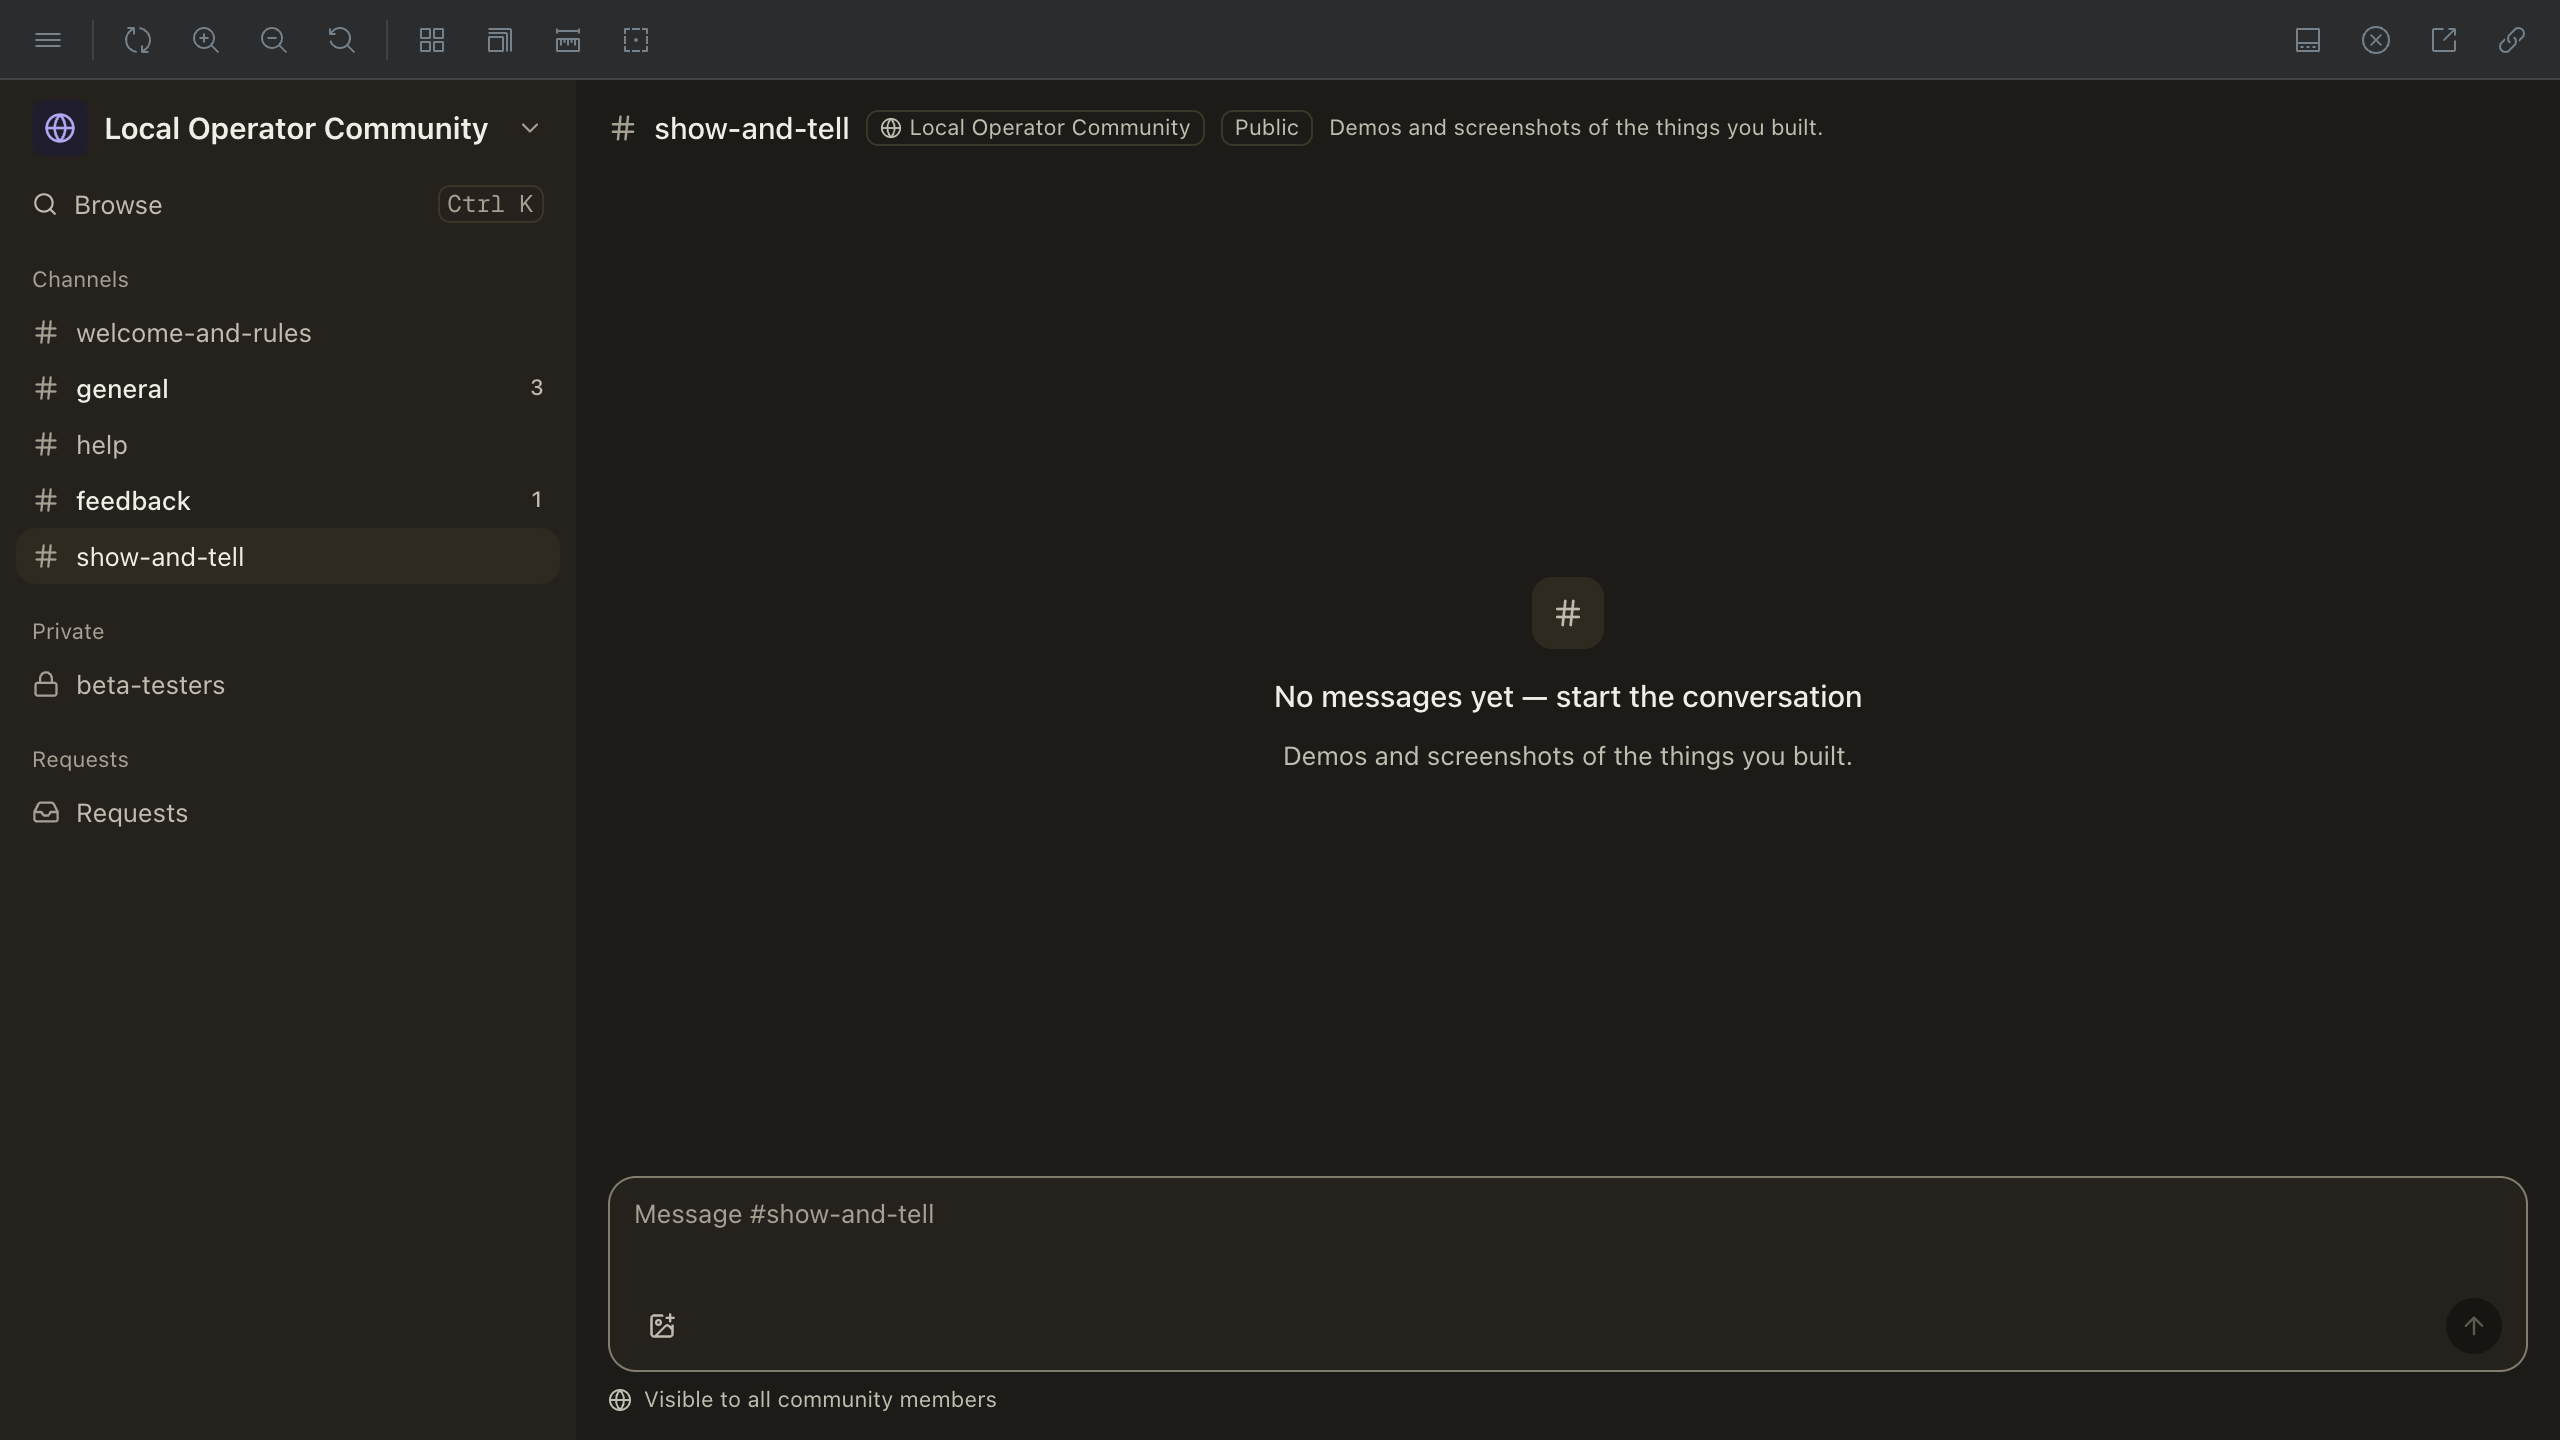 Local Operator Community
Browse
Ctrl K
Channels
welcome-and-rules
general 3
help
feedback 1
show-and-tell
Private
beta-testers
Requests
Requests
show-and-tell Local Operator Community Public Demos and screenshots of the things you built.
No messages yet — start the conversation
Demos and screenshots of the things you built.
Message #show-and-tell
Visible to all community members